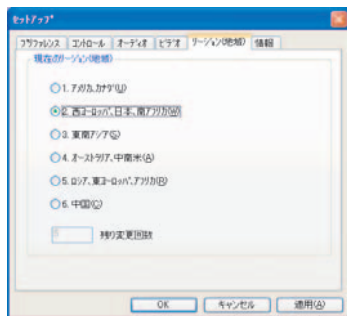 セットアップ
プリファレンス コントロール オーディオ ビデオ リージョン(地域) 情報
現在のリージョン(地域)
1. アメリカ、カナダ(U)
2. 西ヨーロッパ、日本、南アフリカ(W)
3. 東南アジア(S)
4. オーストラリア、中南米(A)
5. ロシア、東ヨーロッパ、アフリカ(R)
6. 中国(C)
残り変更回数
OK キャンセル 適用(A)